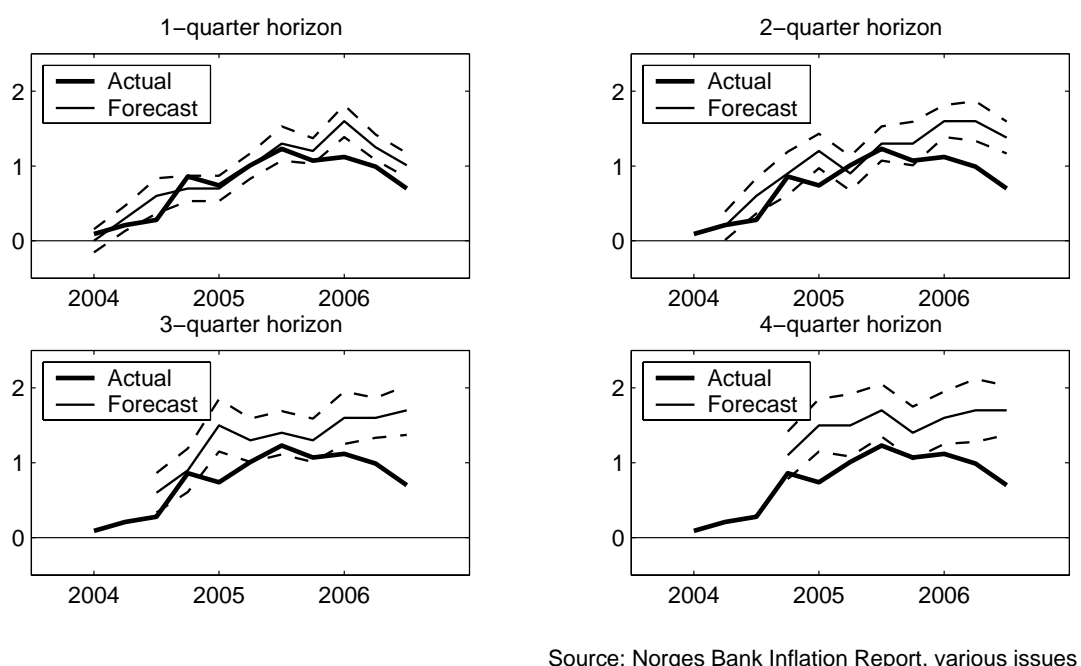 1−quarter horizon
2
1
0
Actual
Forecast
2004 2005 2006
2−quarter horizon
2
1
0
Actual
Forecast
2004 2005 2006
3−quarter horizon
2
1
0
Actual
Forecast
2004 2005 2006
4−quarter horizon
2
1
0
Actual
Forecast
2004 2005 2006
Source: Norges Bank Inflation Report, various issues